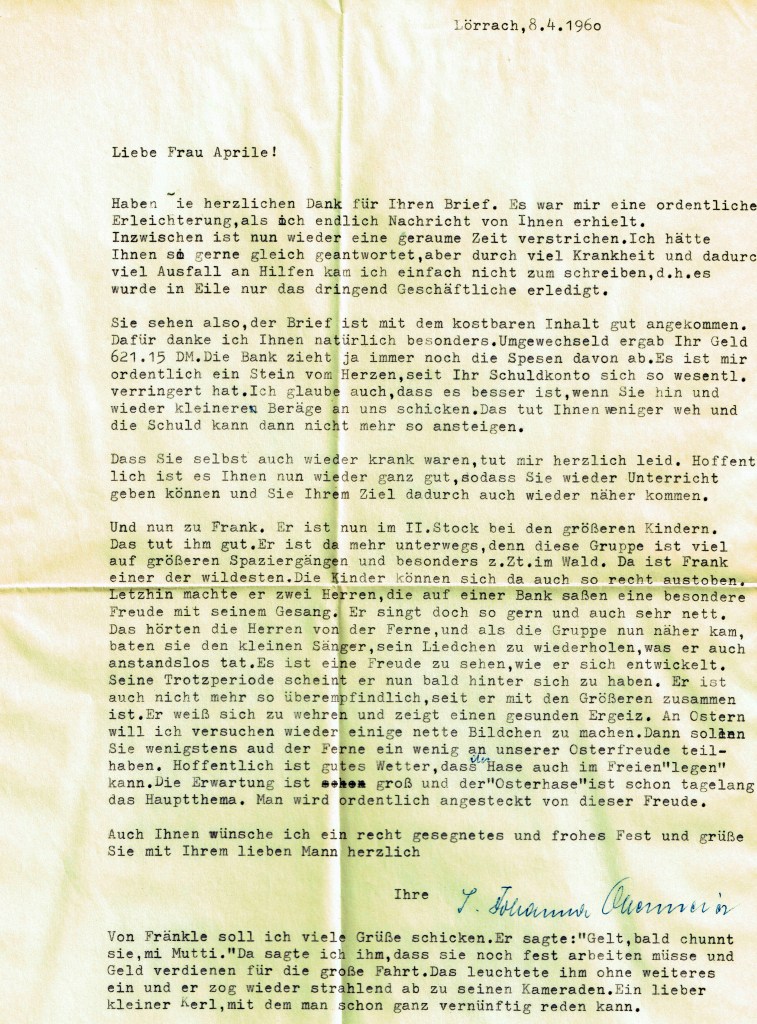 Lörrach,8.4.1960
Liebe Frau Aprile!
Haben ~ie herzlichen Dank für Ihren Brief. Es war mir eine ordentliche
Erleichterung,als ich endlich Nachricht von Ihnen erhielt.
Inzwischen ist nun wieder eine geraume Zeit verstrichen.Ich hätte
Ihnen so gerne gleich geantwortet,aber durch viel Krankheit und dadurc
viel Ausfall an Hilfen kam ich einfach nicht zum schreiben,d.h.es
wurde in Eile nur das dringend Geschäftliche erledigt.
Sie sehen also,der Brief ist mit dem kostbaren Inhalt gut angekommen.
Dafür danke ich Ihnen natürlich besonders.Umgewechseld ergab Ihr Geld
621.15 DM.Die Bank zieht ja immer noch die Spesen davon ab.Es ist mir
ordentlich ein Stein vom Herzen,seit Ihr Schuldkonto sich so wesentl.
verringert hat.Ich glaube auch,dass es besser ist,wenn Sie hin und
wieder kleineren Beräge an uns schicken.Das tut Ihnen weniger weh und
die Schuld kann dann nicht mehr so ansteigen.
Dass Sie selbst auch wieder krank waren,tut mir herzlich leid. Hoffent
lich ist es Ihnen nun wieder ganz gut,sodass Sie wieder Unterricht
geben können und Sie Ihrem Ziel dadurch auch wieder näher kommen.
Und nun zu Frank. Er ist nun im II.Stock bei den größeren Kindern.
Das tut ihm gut.Er ist da mehr unterwegs,denn diese Gruppe ist viel
auf größeren Spaziergängen und besonders z.Zt.im Wald. Da ist Frank
einer der wildesten.Die Kinder können sich da auch so recht austoben.
Letzhin machte er zwei Herren,die auf einer Bank saßen eine besondere
Freude mit seinem Gesang. Er singt doch so gern und auch sehr nett.
Das hörten die Herren von der Ferne,und als die Gruppe nun näher kam,
baten sie den kleinen Sänger,sein Liedchen zu wiederholen,was er auch
anstandslos tat.Es ist eine Freude zu sehen,wie er sich entwickelt.
Seine Trotzperiode scheint er nun bald hinter sich zu haben. Er ist
auch nicht mehr so überempfindlich,seit er mit den Größeren zusammen
ist.Er weiß sich zu wehren und zeigt einen gesunden Ergeiz. An Ostern
will ich versuchen wieder einige nette Bildchen zu machen.Dann sollen
Sie wenigstens aud der Ferne ein wenig an unserer Osterfreude teil-
haben. Hoffentlich ist gutes Wetter,dass der Hase auch im Freien"legen"
kann.Die Erwartung ist groß und der"Osterhase"ist schon tagelang
das Hauptthema. Man wird ordentlich angesteckt von dieser Freude.
Auch Ihnen wünsche ich ein recht gesegnetes und frohes Fest und grüße
Sie mit Ihrem lieben Mann herzlich
Ihre S. Johanna
Von Fränkle soll ich viele Grüße schicken.Er sagte:"Gelt,bald chunnt
sie,mi Mutti."Da sagte ich ihm,dass sie noch fest arbeiten müsse und
Geld verdienen für die große Fahrt.Das leuchtete ihm ohne weiteres
ein und er zog wieder strahlend ab zu seinen Kameraden.Ein lieber
kleiner Kerl,mit dem man schon ganz vernünftig reden kann.